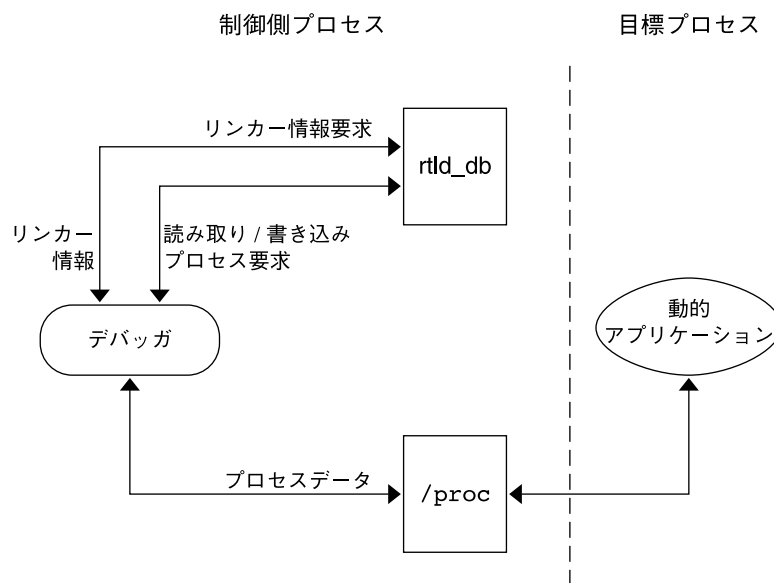 制御側プロセス
目標プロセス
リンカー情報要求
rtld_db
リンカー
情報
読み取り / 書き込み
プロセス要求
デバッガ
動的
アプリケーション
プロセスデータ
/proc